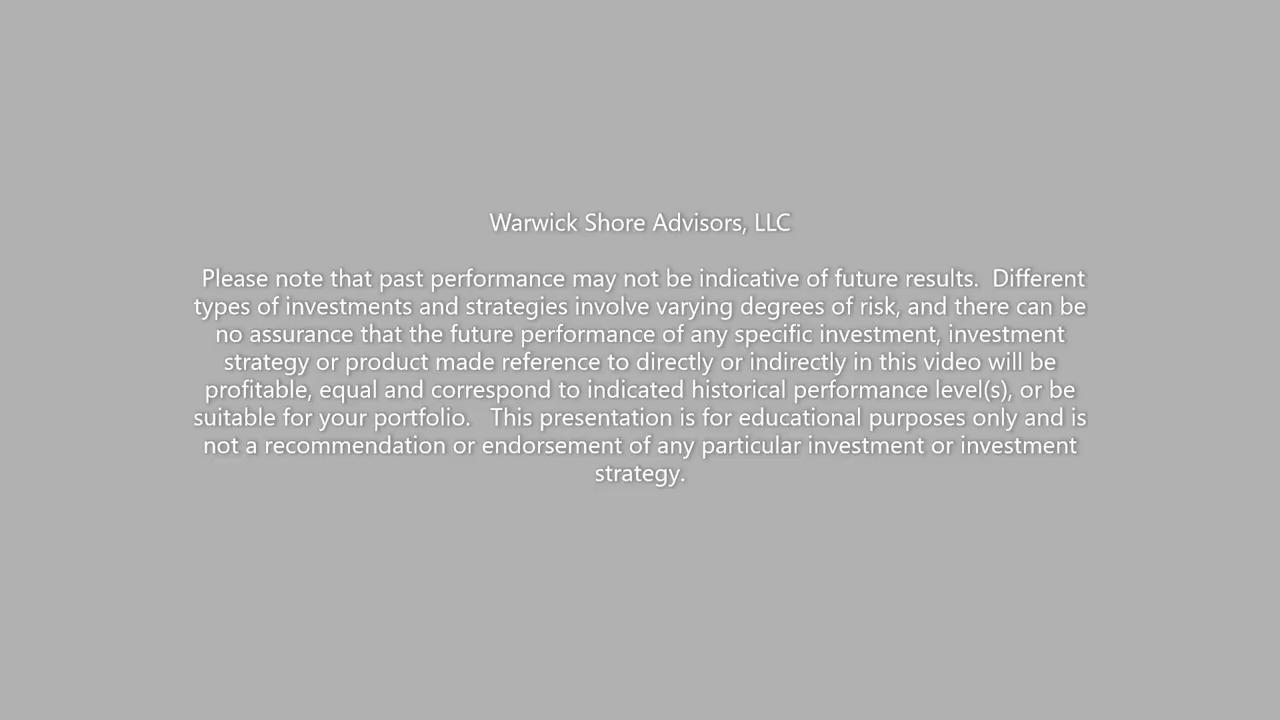 Warwick Shore Advisors, LLC
Please note that past performance may not be indicative of future results.  Different
types of investments and strategies involve varying degrees of risk, and there can be
no assurance that the future performance of any specific investment, investment
strategy or product made reference to directly or indirectly in this video will be
profitable, equal and correspond to indicated historical performance level(s), or be
suitable for your portfolio.   This presentation is for educational purposes only and is
not a recommendation or endorsement of any particular investment or investment
strategy.